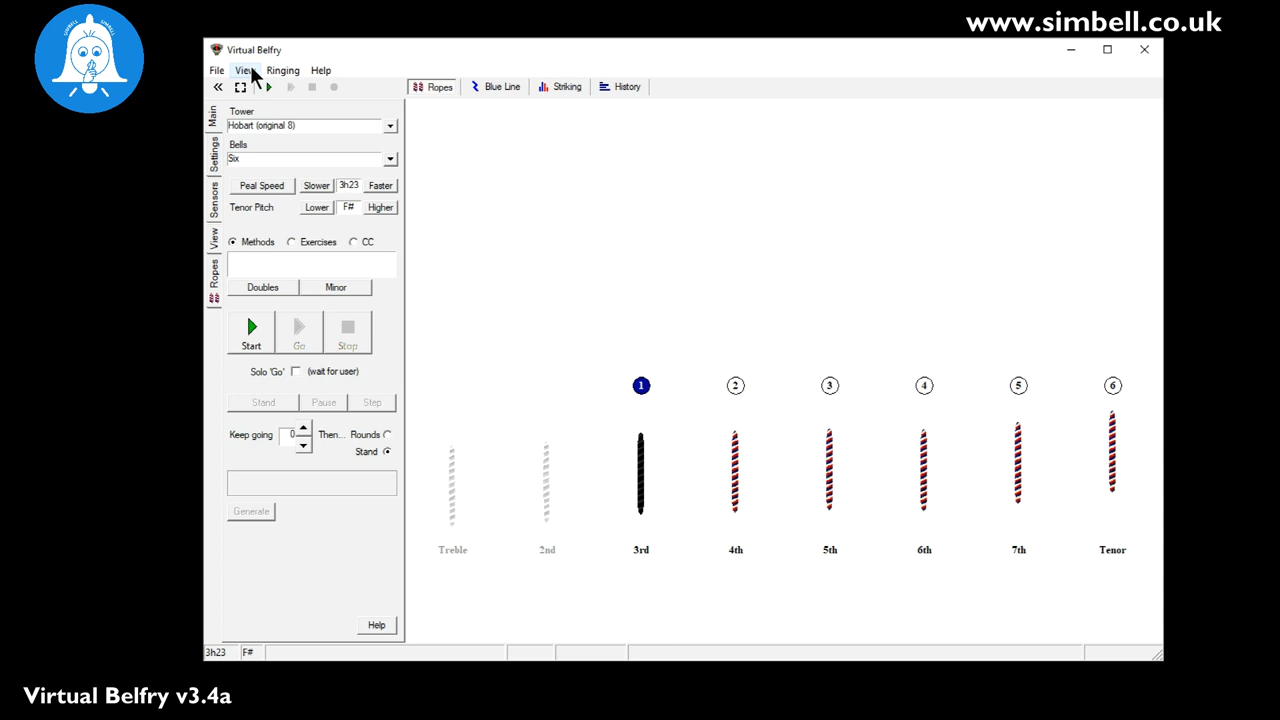 www.simbell.co.uk
SIMBELL SIMBELL
Virtual Belfry
File View Ringing Help
Ropes Blue Line Striking History
Main
Settings
Sensors
View
Ropes
Tower
Hobart (original 8)
Bells
Six
Peal Speed Slower 3h23 Faster
Tenor Pitch Lower F# Higher
Methods Exercises CC
Doubles Minor
Start Go Stop
Solo 'Go' (wait for user)
Stand Pause Step
Keep going 0 Then... Rounds
Stand
Generate
Help
1 2 3 4 5 6
Treble 2nd 3rd 4th 5th 6th 7th Tenor
3h23 F#
Virtual Belfry v3.4a